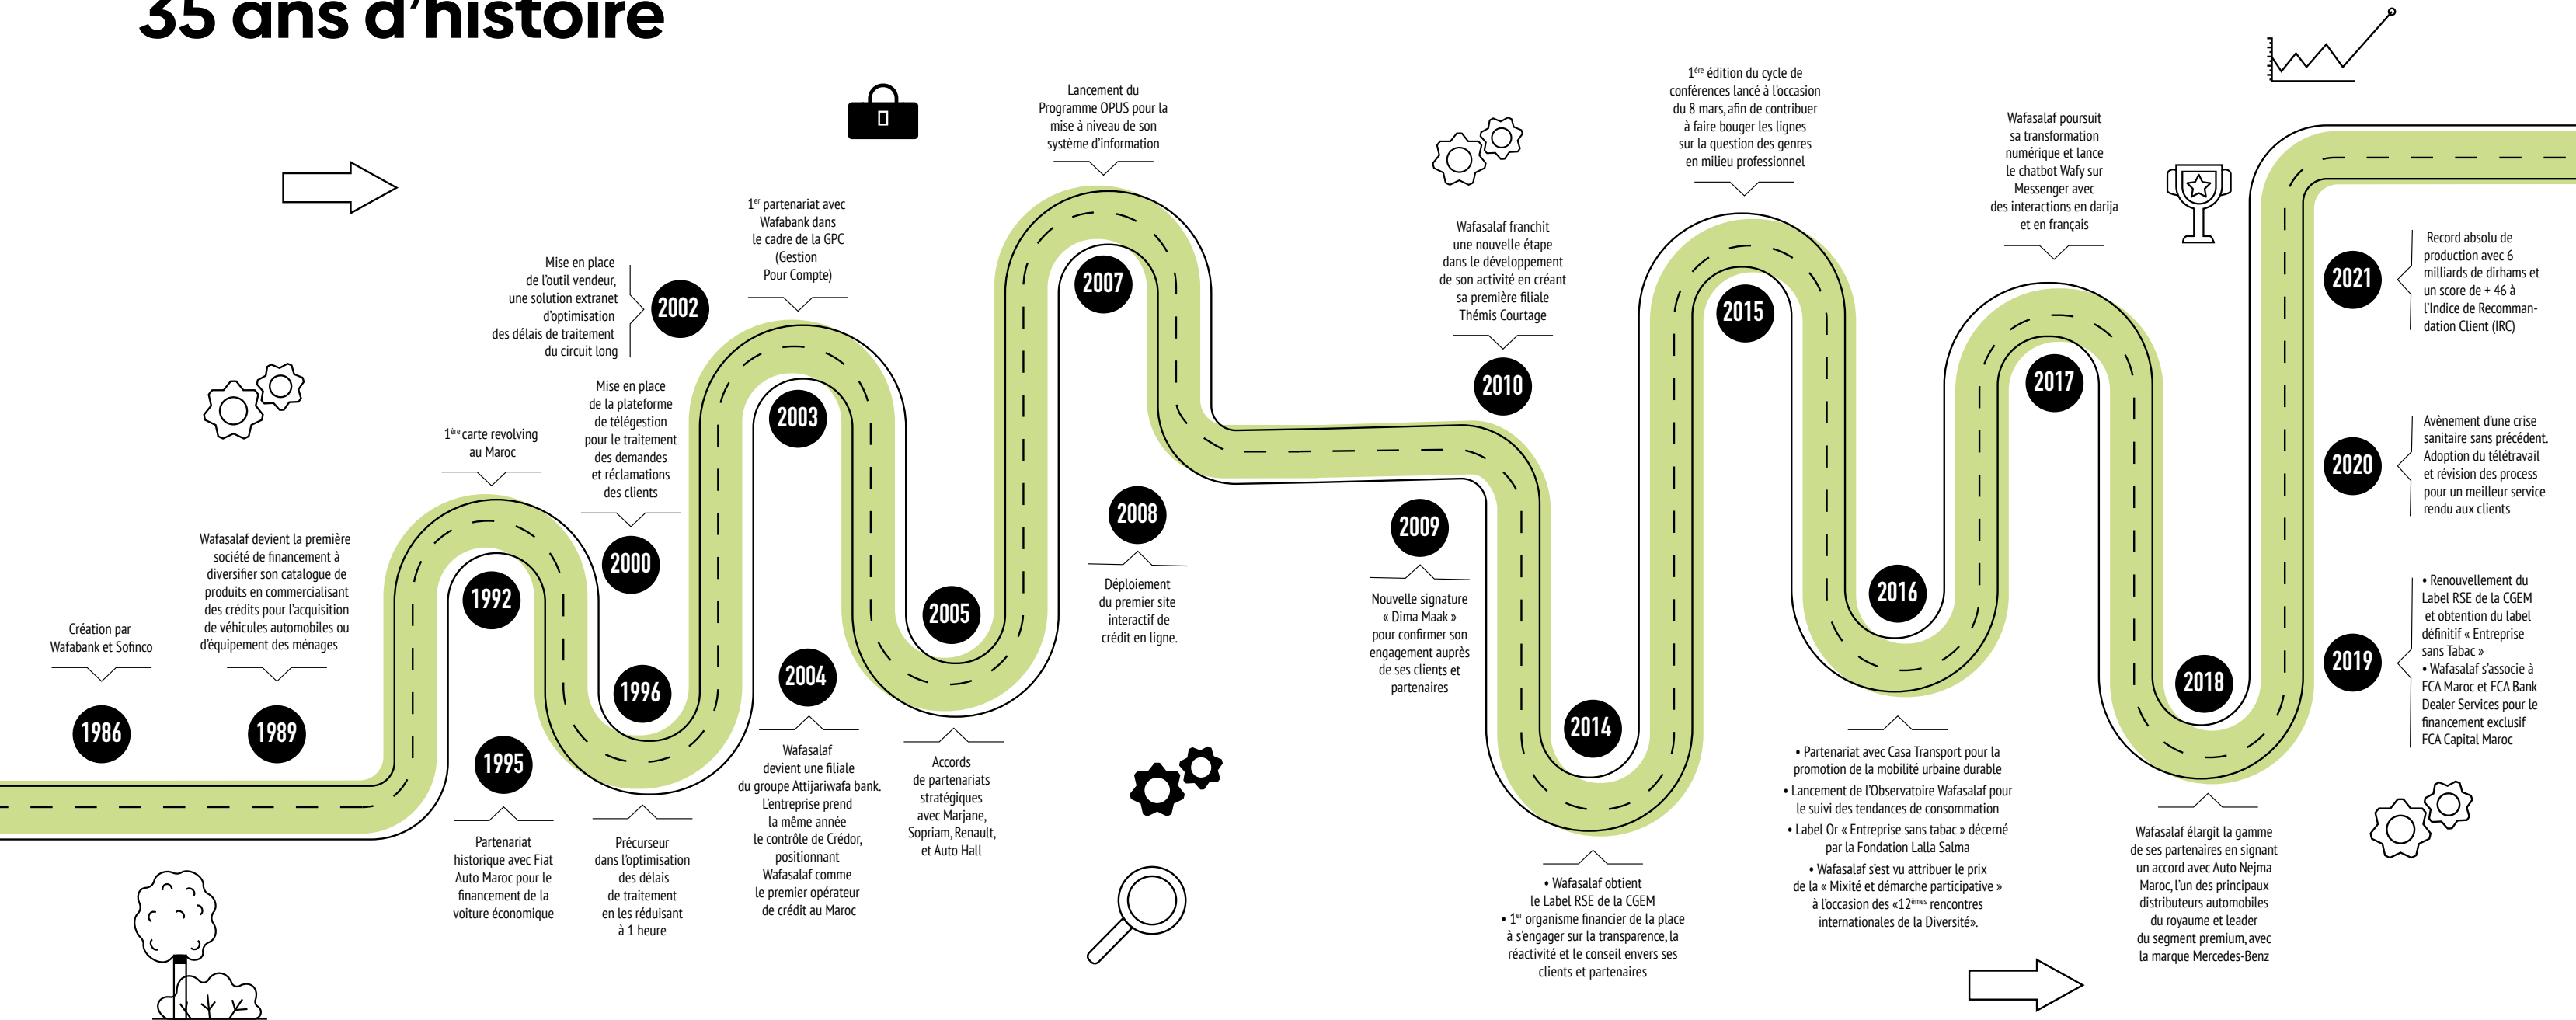 35 ans d’histoire
Création par
Wafabank et Sofinco
1986
Wafasalaf devient la première
société de financement à
diversifier son catalogue de
produits en commercialisant
des crédits pour l’acquisition
de véhicules automobiles ou
d’équipement des ménages
1989
1ère carte revolving
au Maroc
1992
1995
Partenariat
historique avec Fiat
Auto Maroc pour le
financement de la
voiture économique
1996
Précurseur
dans l’optimisation
des délais
de traitement
en les réduisant
à 1 heure
Mise en place
de la plateforme
de télégestion
pour le traitement
des demandes
et réclamations
des clients
2000
Mise en place
de l’outil vendeur,
une solution extranet
d’optimisation
des délais de traitement
du circuit long
2002
1er partenariat avec
Wafabank dans
le cadre de la GPC
(Gestion
Pour Compte)
2003
2004
Wafasalaf
devient une filiale
du groupe Attijariwafa bank.
L’entreprise prend
la même année
le contrôle de Crédor,
positionnant
Wafasalaf comme
le premier opérateur
de crédit au Maroc
2005
Accords
de partenariats
stratégiques
avec Marjane,
Sopriam, Renault,
et Auto Hall
Lancement du
Programme OPUS pour la
mise à niveau de son
système d’information
2007
2008
Déploiement
du premier site
interactif de
crédit en ligne.
2009
Nouvelle signature
« Dima Maak »
pour confirmer son
engagement auprès
de ses clients et
partenaires
Wafasalaf franchit
une nouvelle étape
dans le développement
de son activité en créant
sa première filiale
Thémis Courtage
2010
2014
• Wafasalaf obtient
le Label RSE de la CGEM
• 1er organisme financier de la place
à s’engager sur la transparence, la
réactivité et le conseil envers ses
clients et partenaires
1ére édition du cycle de
conférences lancé à l’occasion
du 8 mars, afin de contribuer
à faire bouger les lignes
sur la question des genres
en milieu professionnel
2015
2016
• Partenariat avec Casa Transport pour la
promotion de la mobilité urbaine durable
• Lancement de l’Observatoire Wafasalaf pour
le suivi des tendances de consommation
• Label Or « Entreprise sans tabac » décerné
par la Fondation Lalla Salma
• Wafasalaf s’est vu attribuer le prix
de la « Mixité et démarche participative »
à l’occasion des «12èmes rencontres
internationales de la Diversité».
Wafasalaf poursuit
sa transformation
numérique et lance
le chatbot Wafy sur
Messenger avec
des interactions en darija
et en français
2017
2018
Wafasalaf élargit la gamme
de ses partenaires en signant
un accord avec Auto Nejma
Maroc, l’un des principaux
distributeurs automobiles
du royaume et leader
du segment premium, avec
la marque Mercedes-Benz
2019
• Renouvellement du
Label RSE de la CGEM
et obtention du label
définitif « Entreprise
sans Tabac »
• Wafasalaf s’associe à
FCA Maroc et FCA Bank
Dealer Services pour le
financement exclusif
FCA Capital Maroc
2020
Avènement d’une crise
sanitaire sans précédent.
Adoption du télétravail
et révision des process
pour un meilleur service
rendu aux clients
2021
Record absolu de
production avec 6
milliards de dirhams et
un score de + 46 à
l’Indice de Recomman-
dation Client (IRC)